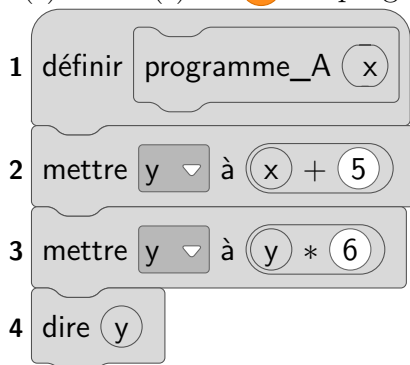 1 définir programme_A x
2 mettre y à x + 5
3 mettre y à y * 6
4 dire y